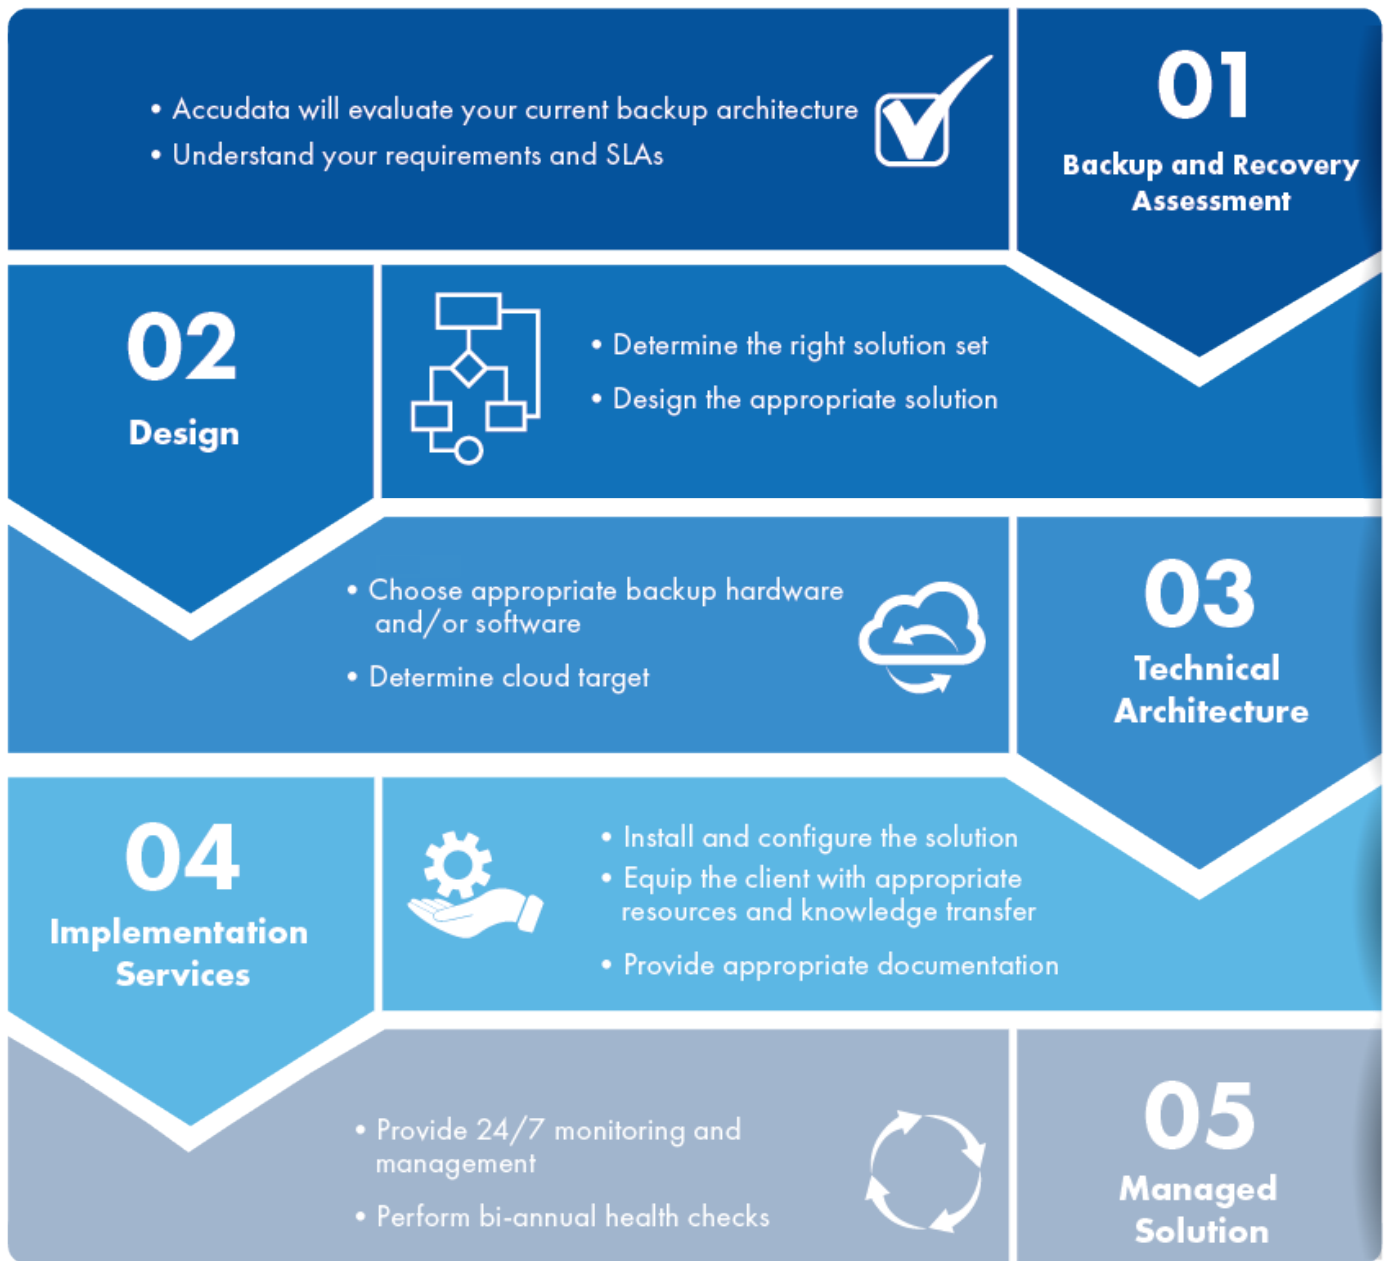 • Accudata will evaluate your current backup architecture
• Understand your requirements and SLAs
01
Backup and Recovery
Assessment
02
Design
• Determine the right solution set
• Design the appropriate solution
• Choose appropriate backup hardware
and/or software
• Determine cloud target
03
Technical
Architecture
04
Implementation
Services
• Install and configure the solution
• Equip the client with appropriate
resources and knowledge transfer
• Provide appropriate documentation
• Provide 24/7 monitoring and
management
• Perform bi-annual health checks
05
Managed
Solution